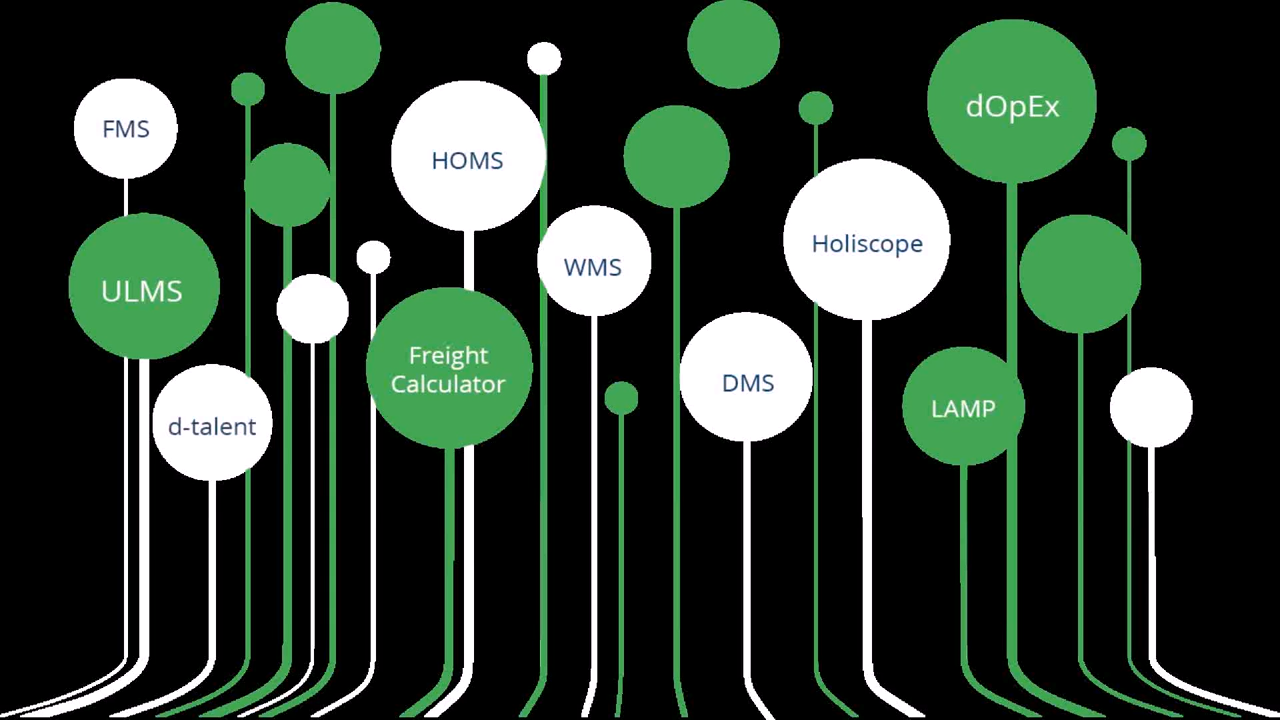 FMS
HOMS
dOpEx
ULMS
WMS
Holiscope
Freight
Calculator
d-talent
DMS
LAMP